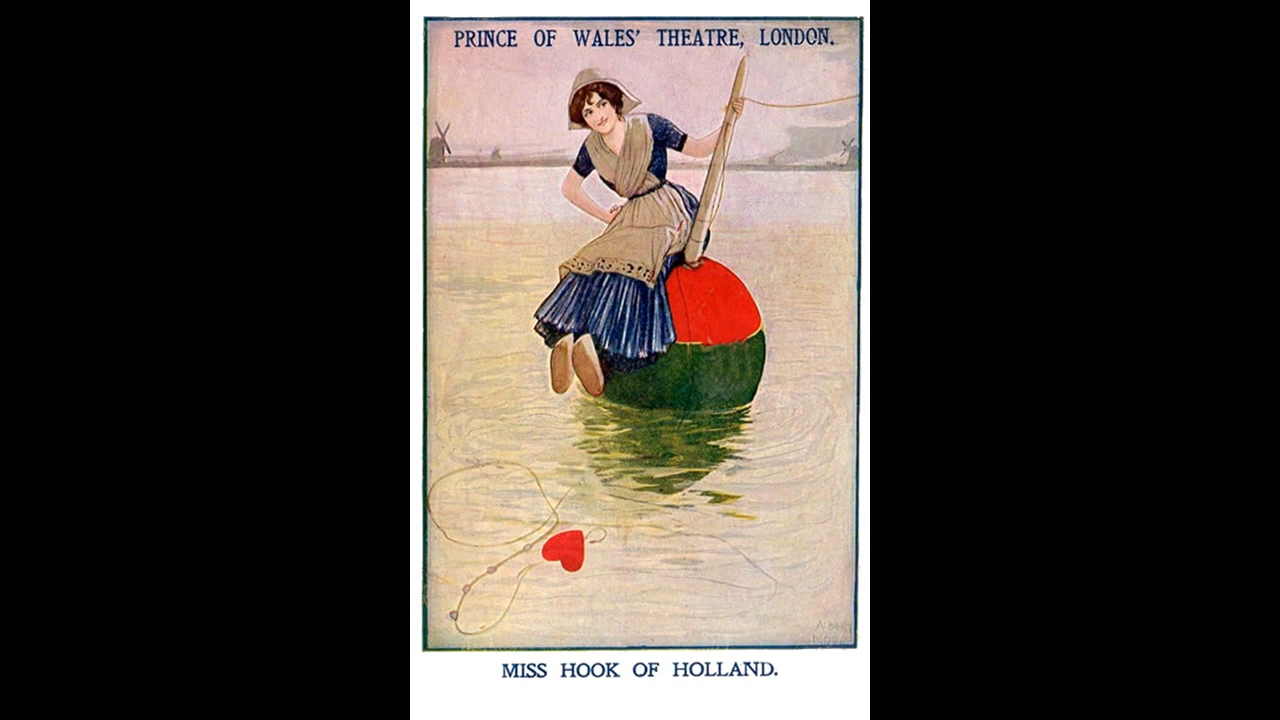 PRINCE OF WALES' THEATRE, LONDON.
MISS HOOK OF HOLLAND.